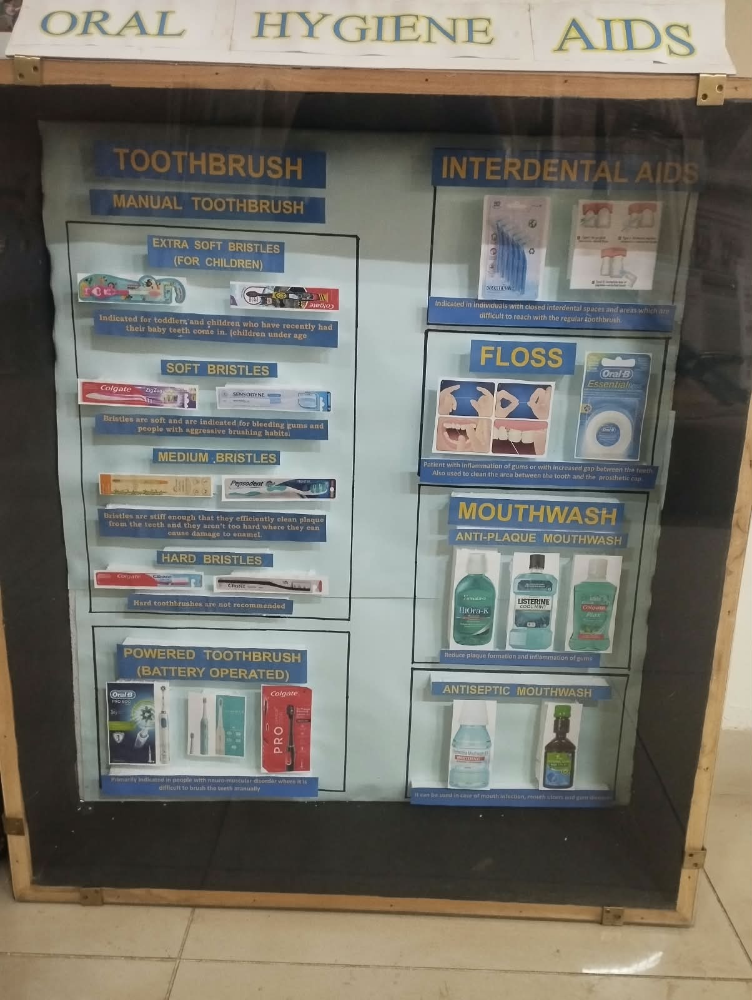 ORAL HYGIENE AIDS
TOOTHBRUSH
MANUAL TOOTHBRUSH
EXTRA SOFT BRISTLES
(FOR CHILDREN)
Colgate
Indicated for toddlers and children who have recently had
their baby teeth come in. (children under age
SOFT BRISTLES
Colgate ZigZag
SENSODYNE
Bristles are soft and are indicated for bleeding gums and
people with aggressive brushing habits
MEDIUM BRISTLES
Pepsodent FIGHTER
Bristles are stiff enough that they efficiently clean plaque
from the teeth and they aren't too hard where they can
cause damage to enamel.
HARD BRISTLES
Colgate Cibaca
Classic
Hard toothbrushes are not recommended
POWERED TOOTHBRUSH
(BATTERY OPERATED)
Oral-B
PRO 600
1
Colgate
PRO
Primarily indicated in people with neuro-muscular disorder where it is
difficult to brush the teeth manually
INTERDENTAL AIDS
Indicated in individuals with closed interdental spaces and areas which are
difficult to reach with the regular toothbrush.
FLOSS
Oral-B
Essential floss
Oral-B
Patient with inflammation of gums or with increased gap between the teeth.
Also used to clean the area between the tooth and the prosthetic cap.
MOUTHWASH
ANTI-PLAQUE MOUTHWASH
Himalaya
HiOra-K
LISTERINE
COOL MINT
Colgate
Plax
Reduce plaque formation and inflammation of gums
ANTISEPTIC MOUTHWASH
It can be used in case of mouth infection, mouth ulcers and gum diseases